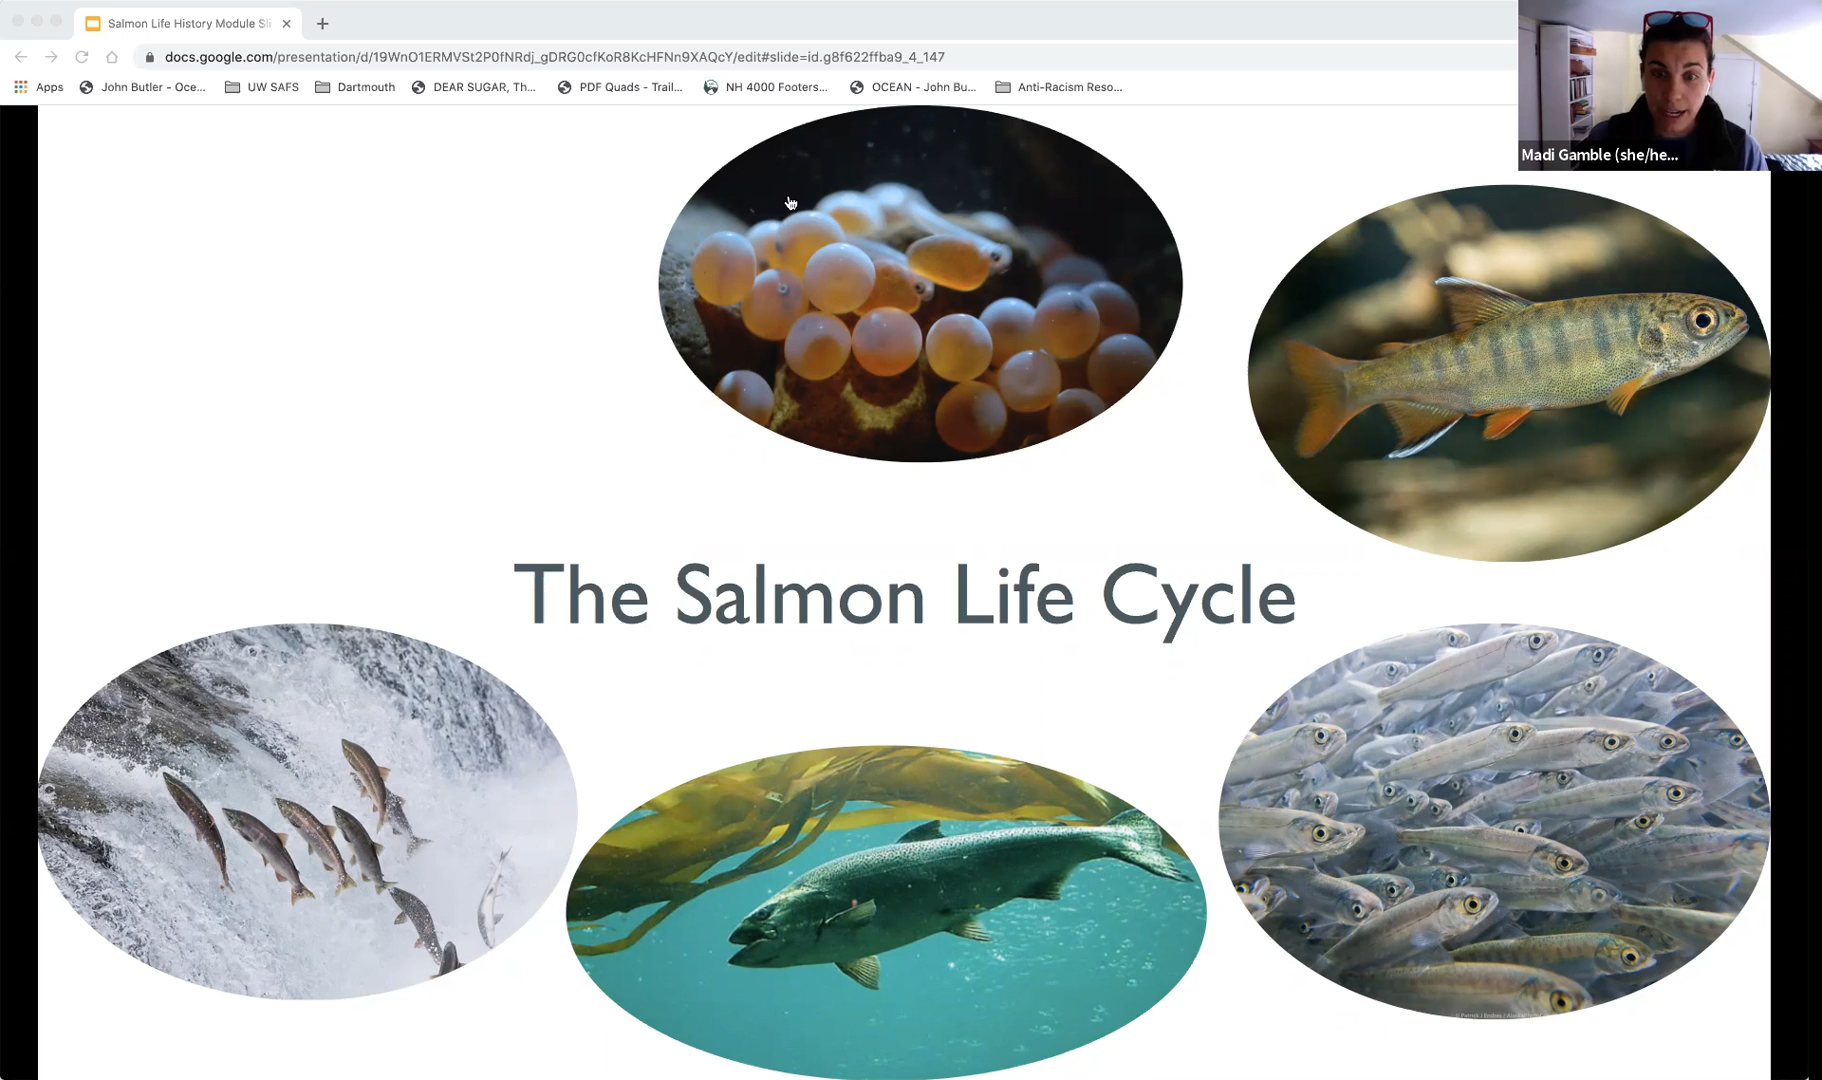 Salmon Life History Module Sli
docs.google.com/presentation/d/19WnO1ERMVSt2P0fNRdj_gDRG0cfKoR8KcHFNn9XAQcY/edit#slide=id.g8f622ffba9_4_147
Apps John Butler - Oce... UW SAFS Dartmouth DEAR SUGAR, Th... PDF Quads - Trail... NH 4000 Footers... OCEAN - John Bu... Anti-Racism Reso...
Madi Gamble (she/he...
The Salmon Life Cycle